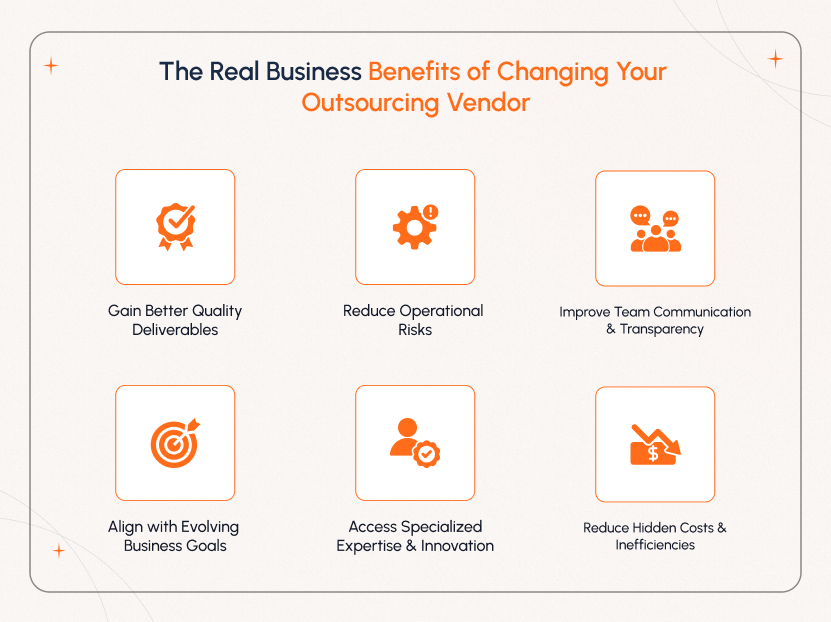 The Real Business Benefits of Changing Your
Outsourcing Vendor
Gain Better Quality
Deliverables
Reduce Operational
Risks
Improve Team Communication
& Transparency
Align with Evolving
Business Goals
Access Specialized
Expertise & Innovation
$
Reduce Hidden Costs &
Inefficiencies